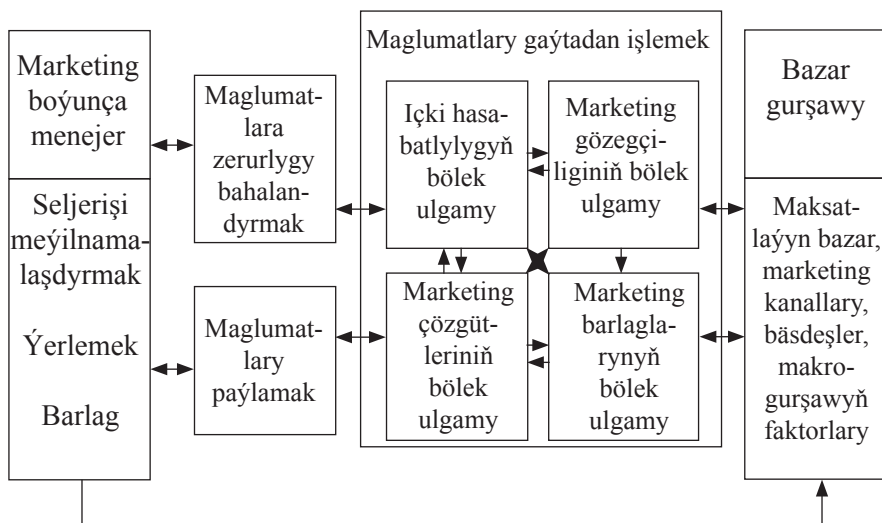 Marketing
boýunça
menejer
Seljerişi
meýilnama-
laşdyrmak
Ýerlemek
Barlag
Maglumat-
lara
zerurlygy
bahalan-
dyrmak
Maglumat-
lary
paýlamak
Maglumatlary gaýtadan işlemek
Içki hasa-
batlylygyň
bölek
ulgamy
Marketing
gözegçi-
liginiň bölek
ulgamy
Marketing
çözgüt-
leriniň
bölek
ulgamy
Marketing
barlagla-
rynyň
bölek
ulgamy
Bazar
gurşawy
Maksat-
laýyn bazar,
marketing
kanallary,
bäsdeşler,
makro-
gurşawyň
faktorlary